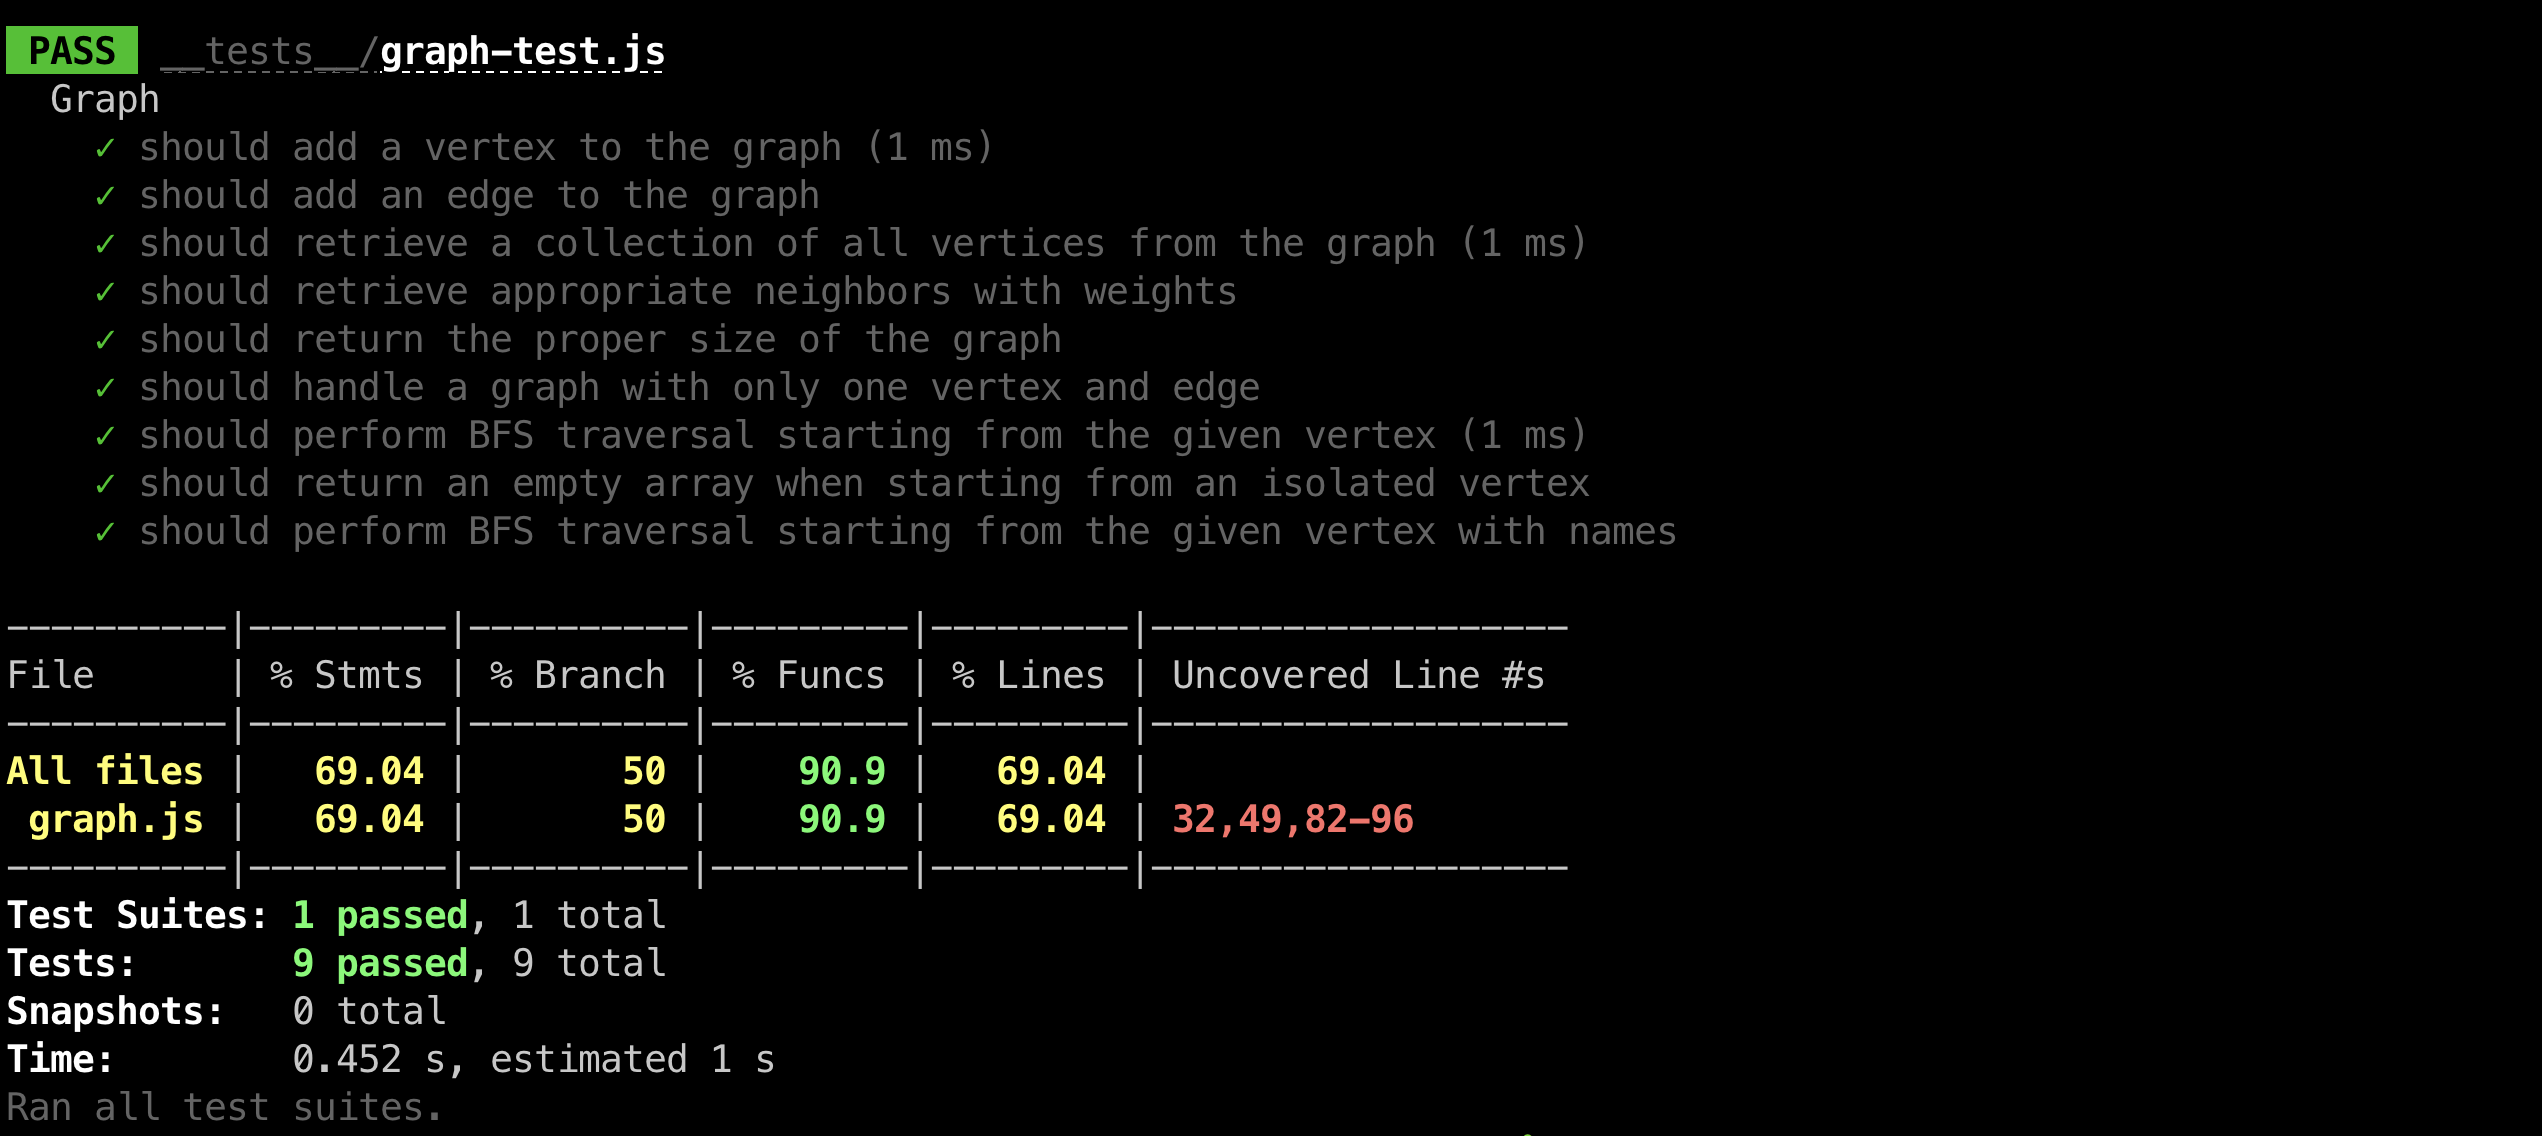 PASS __tests__/graph-test.js
Graph
✓ should add a vertex to the graph (1 ms)
✓ should add an edge to the graph
✓ should retrieve a collection of all vertices from the graph (1 ms)
✓ should retrieve appropriate neighbors with weights
✓ should return the proper size of the graph
✓ should handle a graph with only one vertex and edge
✓ should perform BFS traversal starting from the given vertex (1 ms)
✓ should return an empty array when starting from an isolated vertex
✓ should perform BFS traversal starting from the given vertex with names
----------|---------|----------|---------|---------|-------------------
File      | % Stmts | % Branch | % Funcs | % Lines | Uncovered Line #s
----------|---------|----------|---------|---------|-------------------
All files |   69.04 |       50 |    90.9 |   69.04 |
 graph.js |   69.04 |       50 |    90.9 |   69.04 | 32,49,82-96
----------|---------|----------|---------|---------|-------------------
Test Suites: 1 passed, 1 total
Tests:       9 passed, 9 total
Snapshots:   0 total
Time:        0.452 s, estimated 1 s
Ran all test suites.